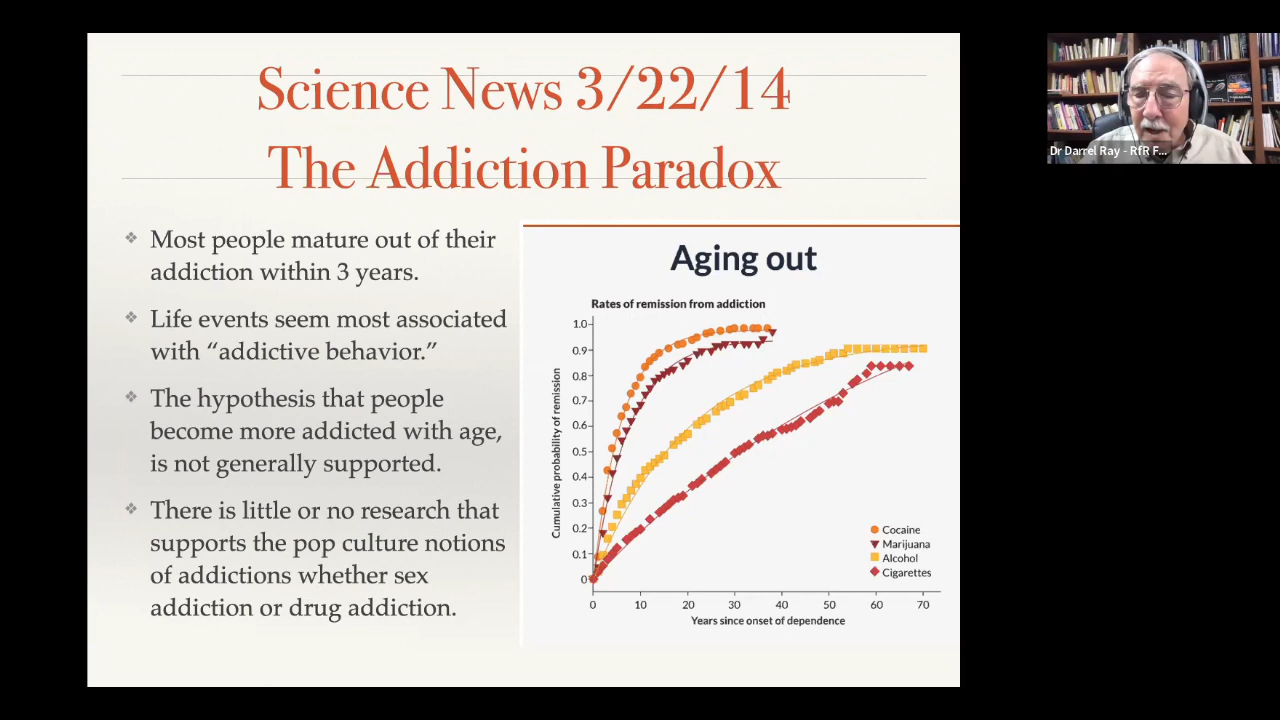 Science News 3/22/14
The Addiction Paradox
Most people mature out of their
addiction within 3 years.
Life events seem most associated
with “addictive behavior.”
The hypothesis that people
become more addicted with age,
is not generally supported.
There is little or no research that
supports the pop culture notions
of addictions whether sex
addiction or drug addiction.
Aging out
Rates of remission from addiction
Cumulative probability of remission
1.0
0.9
0.8
0.7
0.6
0.5
0.4
0.3
0.2
0.1
0
0 10 20 30 40 50 60 70
Years since onset of dependence
Cocaine
Marijuana
Alcohol
Cigarettes
Dr Darrel Ray - RfR F...